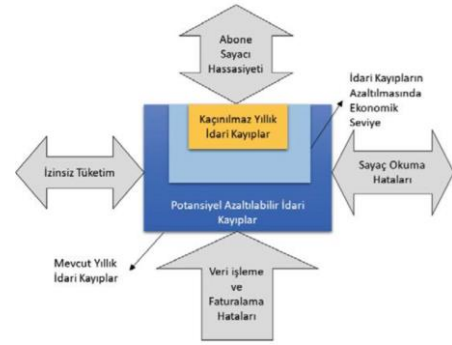 Abone
Sayacı
Hassasiyeti
İdari Kayıpların
Azaltılmasında
Ekonomik
Seviye
Kaçınılmaz Yıllık
İdari Kayıplar
İzinsiz Tüketim
Sayaç Okuma
Hataları
Potansiyel Azaltılabilir İdari
Kayıplar
Mevcut Yıllık
İdari Kayıplar
Veri işleme
ve
Faturalama
Hataları